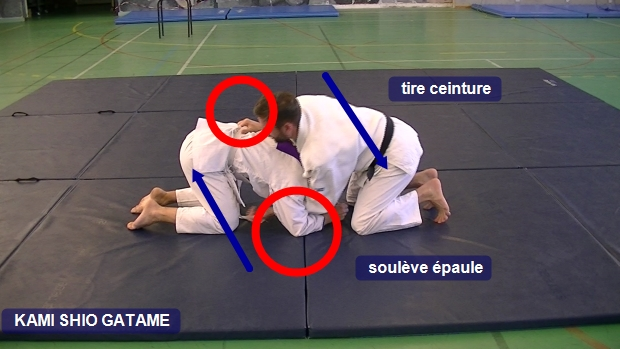 tire ceinture
soulève épaule
KAMI SHIO GATAME